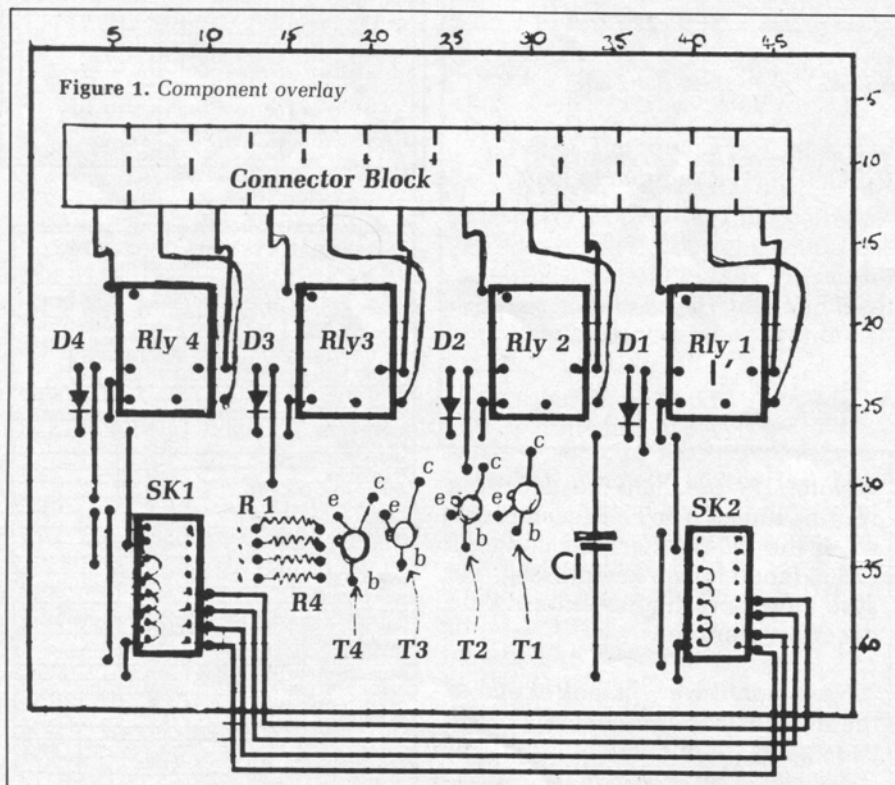 5 10 15 20 25 30 35 40 45
Figure 1. Component overlay
5
10
Connector Block
15
20
D4 Rly 4 D3 Rly3 D2 Rly 2 D1 Rly 1
25
c c
c c
SK1 e e e e SK2
R 1 30
b b
b b C1 35
R4
T4 T3 T2 T1 40